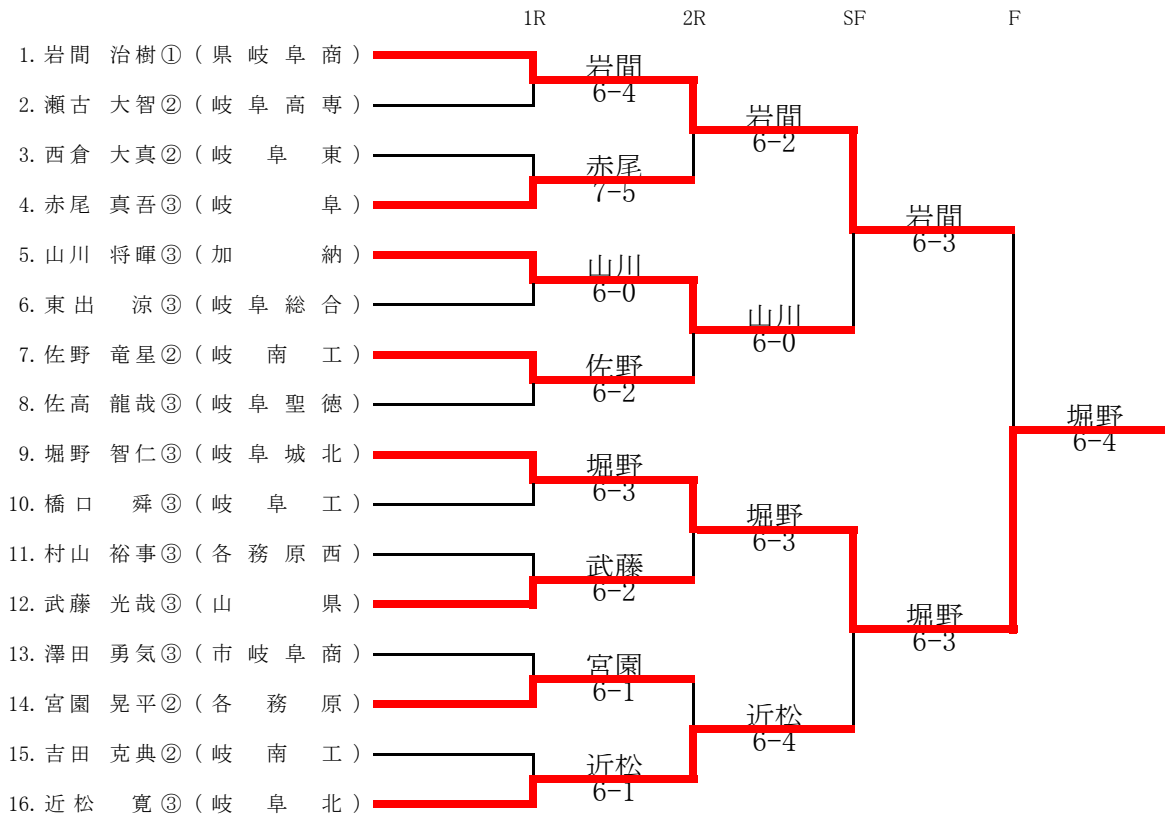 1R 2R SF F
1. 岩間 治樹① (県岐阜商)
2. 瀬古 大智② (岐阜高専)
3. 西倉 大真② (岐阜東)
4. 赤尾 真吾③ (岐阜)
5. 山川 将暉③ (加納)
6. 東出 涼③ (岐阜総合)
7. 佐野 竜星② (岐南工)
8. 佐高 龍哉③ (岐阜聖徳)
9. 堀野 智仁③ (岐阜城北)
10. 橋口 舜③ (岐阜工)
11. 村山 裕事③ (各務原西)
12. 武藤 光哉③ (山県)
13. 澤田 勇気③ (市岐阜商)
14. 宮園 晃平② (各務原)
15. 吉田 克典② (岐南工)
16. 近松 寛③ (岐阜北)
岩間
6-4
赤尾
7-5
山川
6-0
佐野
6-2
堀野
6-3
武藤
6-2
宮園
6-1
近松
6-1
岩間
6-2
山川
6-0
堀野
6-3
近松
6-4
岩間
6-3
堀野
6-3
堀野
6-4